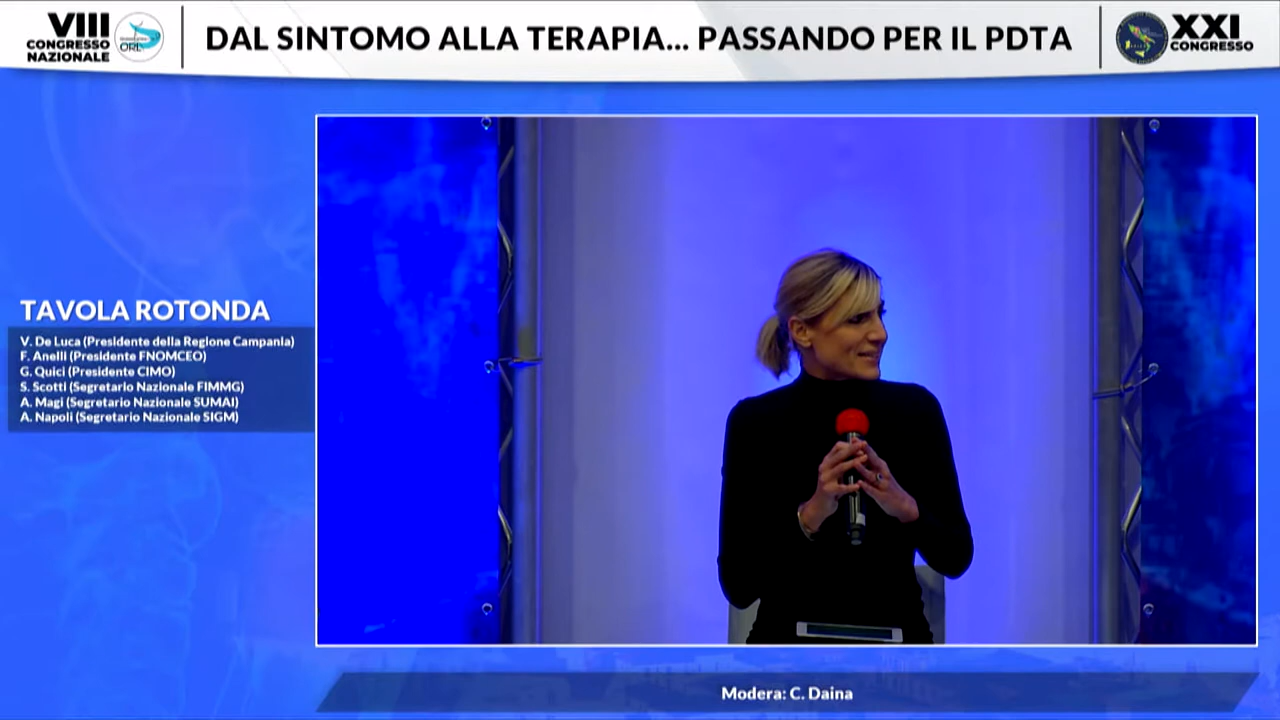 VIII
CONGRESSO
NAZIONALE
ORL
DAL SINTOMO ALLA TERAPIA... PASSANDO PER IL PDTA
XXI
CONGRESSO
TAVOLA ROTONDA
V. De Luca (Presidente della Regione Campania)
F. Anelli (Presidente FNOMCEO)
G. Quici (Presidente CIMO)
S. Scotti (Segretario Nazionale FIMMG)
A. Magi (Segretario Nazionale SUMAI)
A. Napoli (Segretario Nazionale SIGM)
Modera: C. Daina